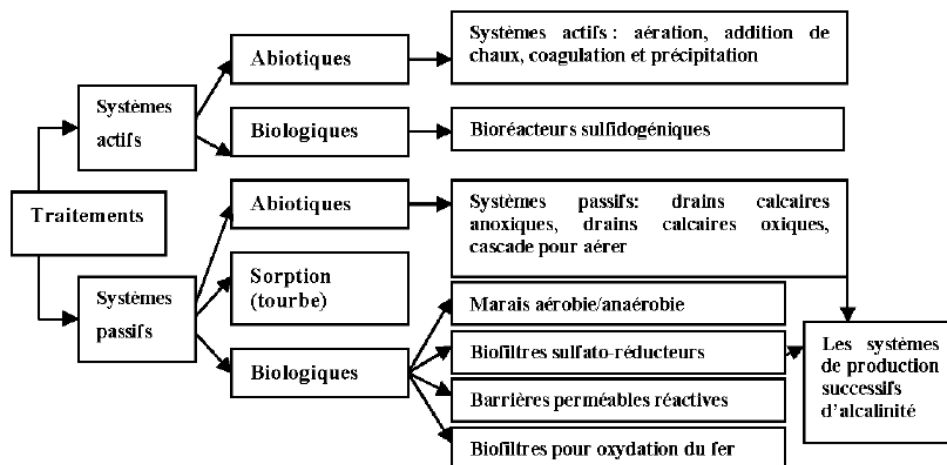 Systèmes actifs : aération, addition de
chaux, coagulation et précipitation
Abiotiques
Systèmes
actifs
Biologiques
Bioréacteurs sulfidogéniques
Traitements
Abiotiques
Systèmes passifs: drains calcaires
anoxiques, drains calcaires oxiques,
cascade pour aérer
Sorption
(tourbe)
Systèmes
passifs
Biologiques
Marais aérobie/anaérobie
Biofiltres sulfato-réducteurs
Barrières perméables réactives
Biofiltres pour oxydation du fer
Les systèmes
de production
successifs
d'alcalinité